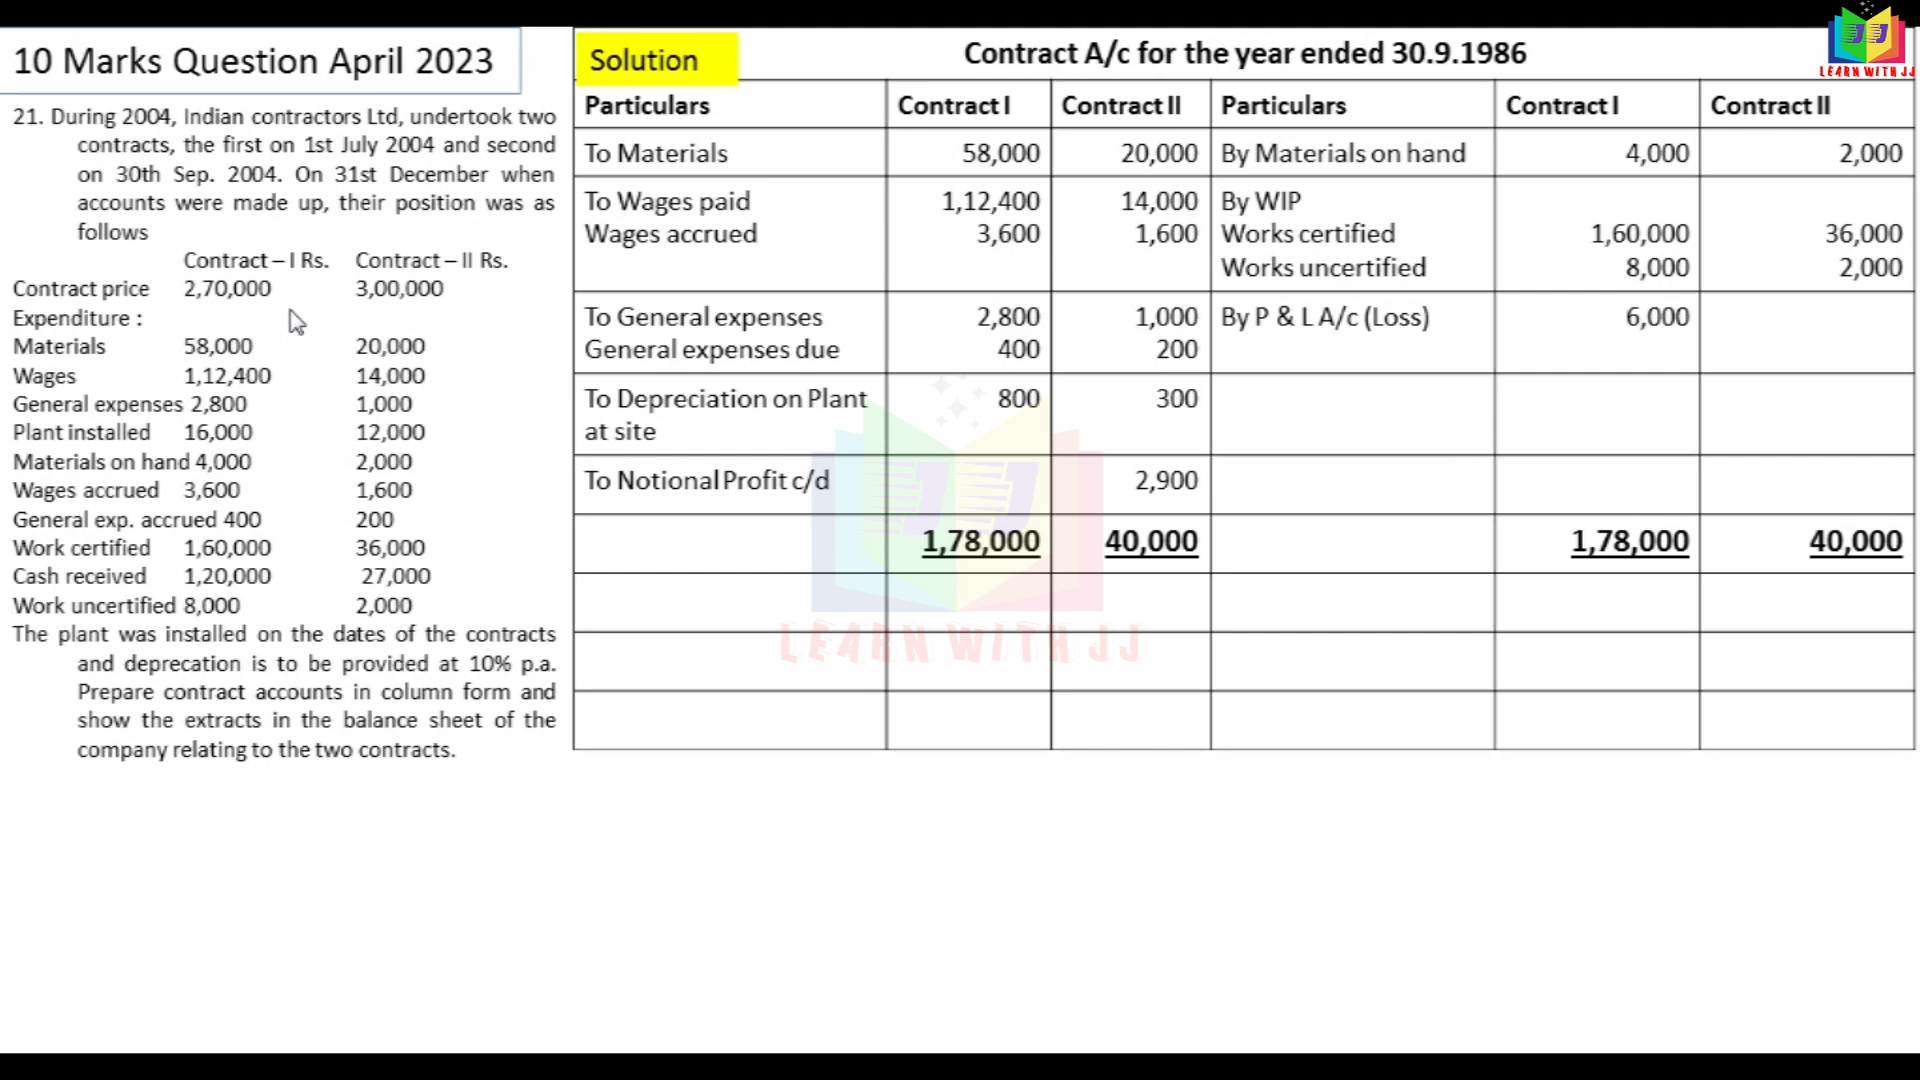 10 Marks Question April 2023
21. During 2004, Indian contractors Ltd, undertook two
contracts, the first on 1st July 2004 and second
on 30th Sep. 2004. On 31st December when
accounts were made up, their position was as
follows
Contract – I Rs. Contract – II Rs.
Contract price 2,70,000 3,00,000
Expenditure :
Materials 58,000 20,000
Wages 1,12,400 14,000
General expenses 2,800 1,000
Plant installed 16,000 12,000
Materials on hand 4,000 2,000
Wages accrued 3,600 1,600
General exp. accrued 400 200
Work certified 1,60,000 36,000
Cash received 1,20,000 27,000
Work uncertified 8,000 2,000
The plant was installed on the dates of the contracts
and deprecation is to be provided at 10% p.a.
Prepare contract accounts in column form and
show the extracts in the balance sheet of the
company relating to the two contracts.
Solution
Contract A/c for the year ended 30.9.1986
Particulars Contract I Contract II Particulars Contract I Contract II
To Materials 58,000 20,000 By Materials on hand 4,000 2,000
To Wages paid 1,12,400 14,000 By WIP
Wages accrued 3,600 1,600 Works certified 1,60,000 36,000
Works uncertified 8,000 2,000
To General expenses 2,800 1,000 By P & L A/c (Loss) 6,000
General expenses due 400 200
To Depreciation on Plant 800 300
at site
To Notional Profit c/d 2,900
1,78,000 40,000 1,78,000 40,000
LEARN WITH JJ
LEARN WITH JJ